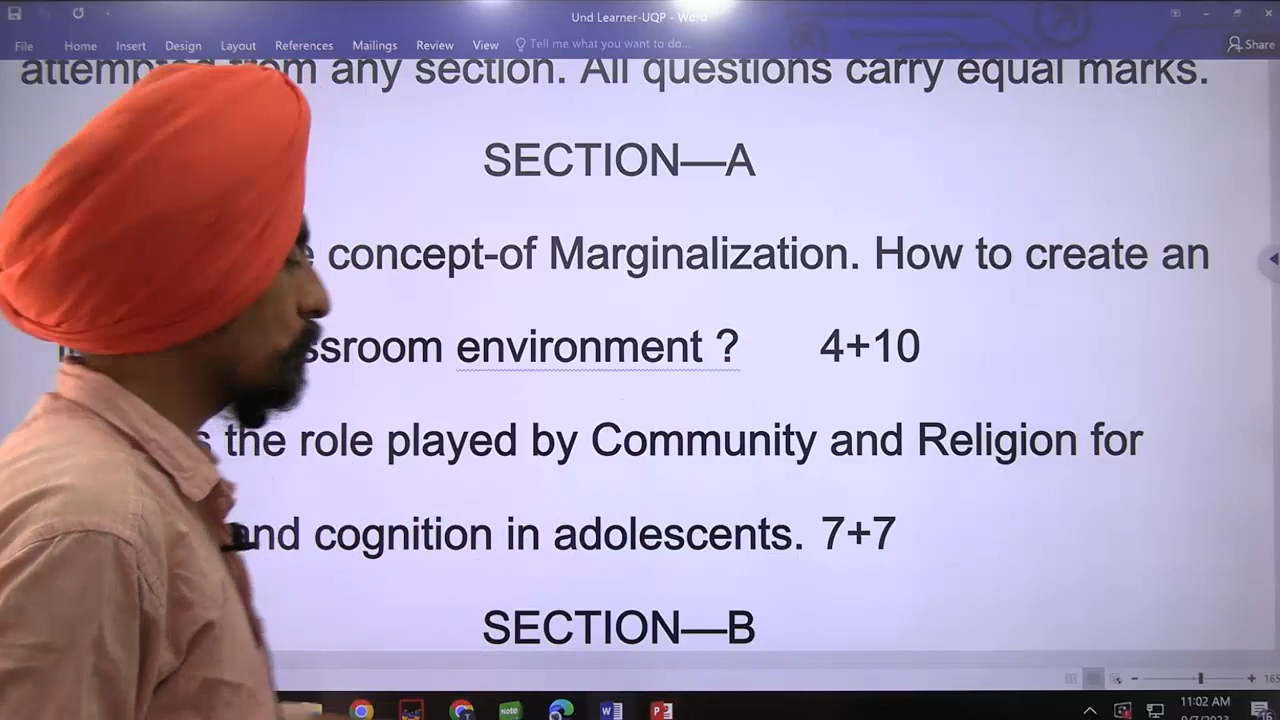 Und Learner-UQP - Word
File Home Insert Design Layout References Mailings Review View Tell me what you want to do... Share
from any section. All questions carry equal marks.
SECTION—A
concept-of Marginalization. How to create an
environment ? 4+10
the role played by Community and Religion for
and cognition in adolescents. 7+7
SECTION—B
11:02 AM